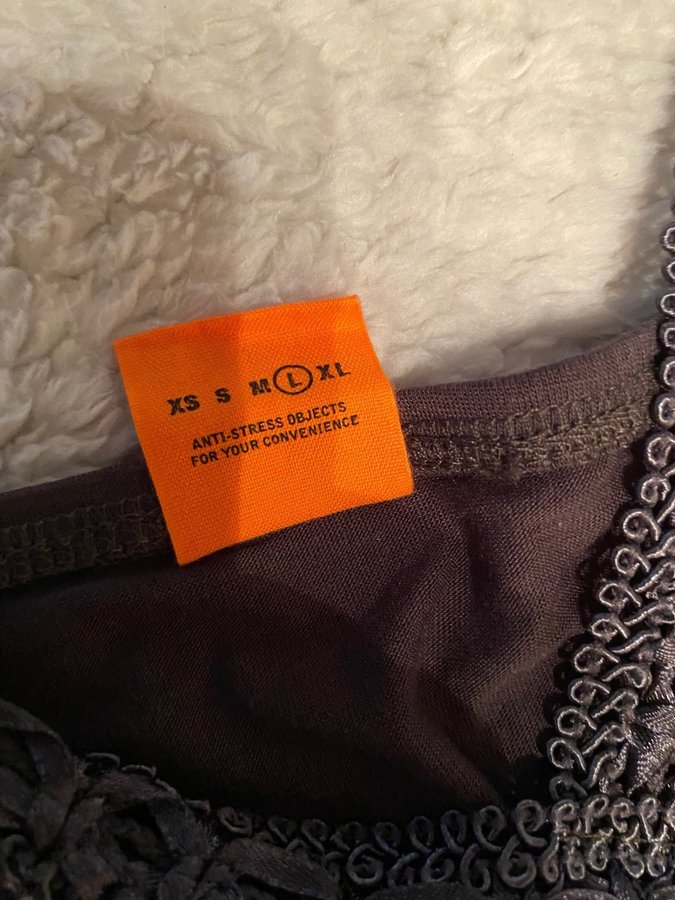 XS S M L XL
ANTI-STRESS OBJECTS
FOR YOUR CONVENIENCE